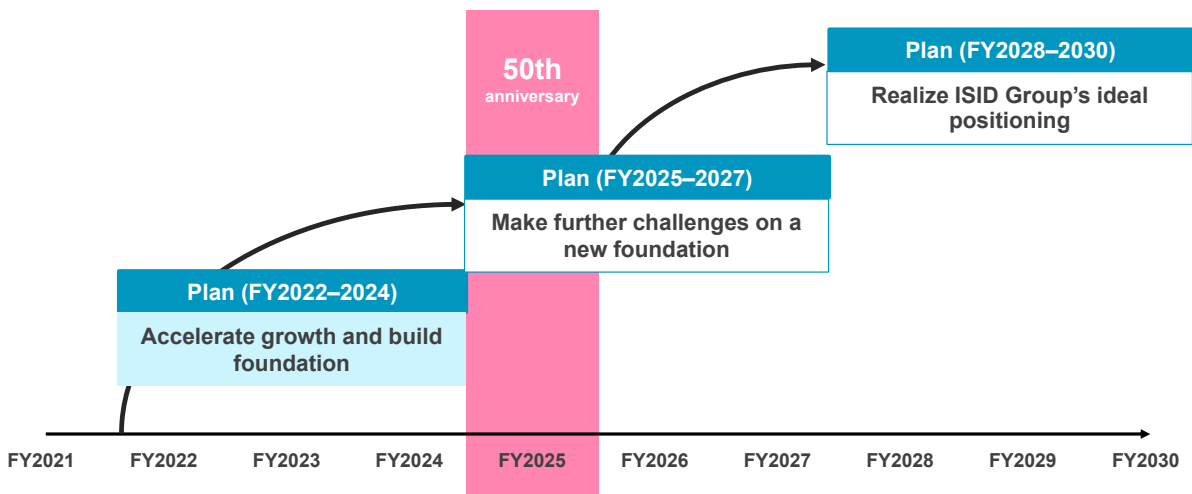 50th
anniversary
Plan (FY2028–2030)
Realize ISID Group's ideal
positioning
Plan (FY2025–2027)
Make further challenges on a
new foundation
Plan (FY2022–2024)
Accelerate growth and build
foundation
FY2021 FY2022 FY2023 FY2024 FY2025 FY2026 FY2027 FY2028 FY2029 FY2030